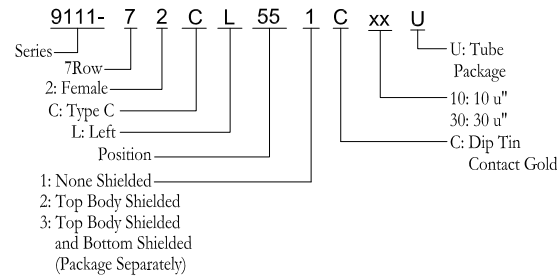 9111- 7 2 C L 55 1 C xx U
Series
7Row
2: Female
C: Type C
L: Left
Position
1: None Shielded
2: Top Body Shielded
3: Top Body Shielded
and Bottom Shielded
(Package Separately)
U: Tube
Package
10: 10 u"
30: 30 u"
C: Dip Tin
Contact Gold